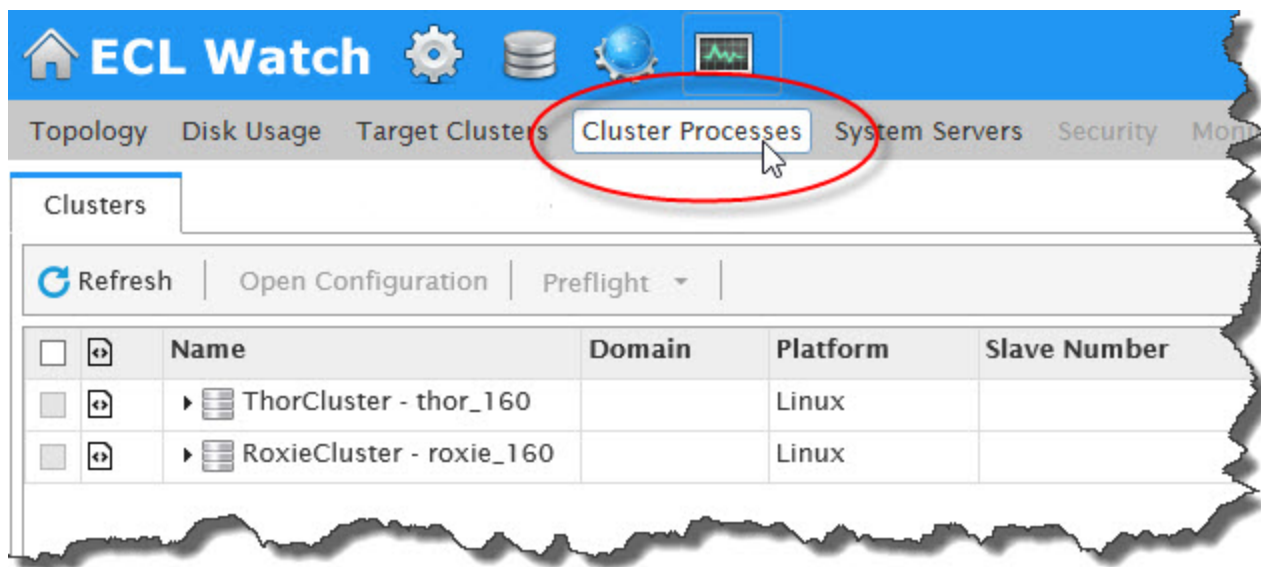 ECL Watch
Topology Disk Usage Target Clusters Cluster Processes System Servers Security
Clusters
Refresh Open Configuration Preflight
Name Domain Platform Slave Number
ThorCluster - thor_160 Linux
RoxieCluster - roxie_160 Linux